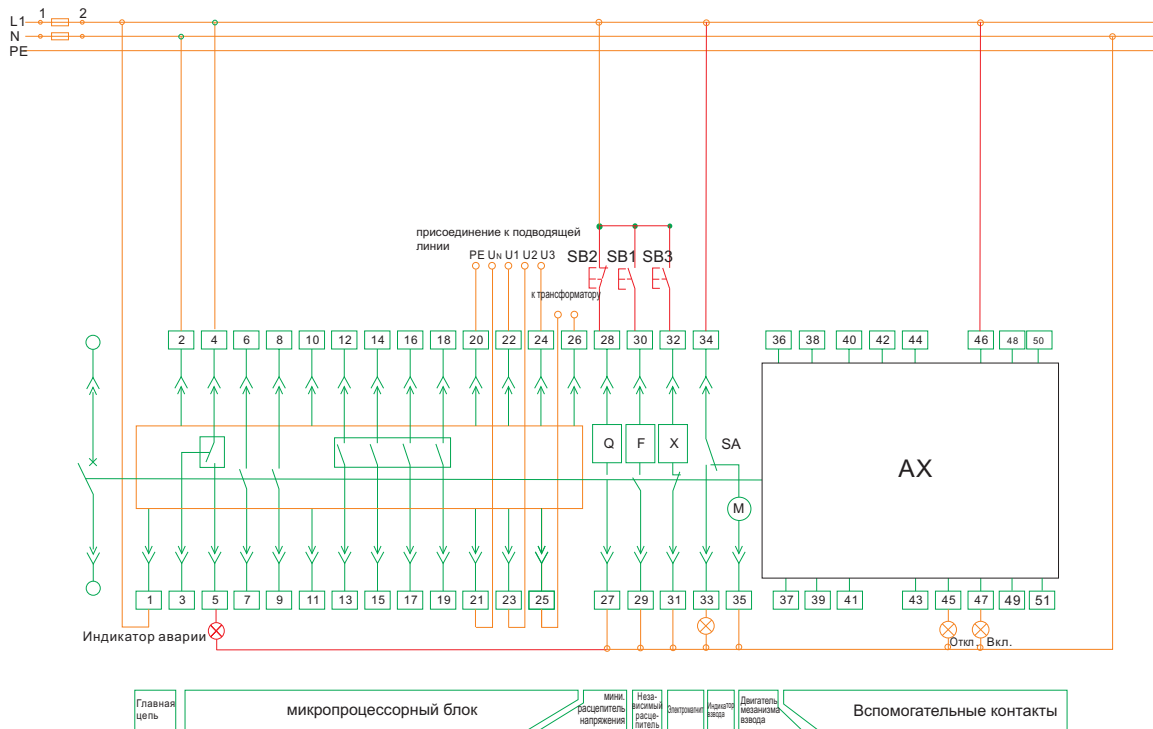 L1 1 2
N
PE
присоединение к подводящей
линии
PE UN U1 U2 U3
SB2 SB1 SB3
к трансформатору
2 4 6 8 10 12 14 16 18 20 22 24 26 28 30 32 34 36 38 40 42 44 46 48 50
Q F X SA
AX
M
1 3 5 7 9 11 13 15 17 19 21 23 25 27 29 31 33 35 37 39 41 43 45 47 49 51
Индикатор аварии
Откл. Вкл.
Главная
цепь
микропроцессорный блок
мини.
расцепитель
напряжения
Неза-
висимый
расце-
питель
Электромагнит
Индикатор
взвода
Двигатель
механизма
взвода
Вспомогательные контакты